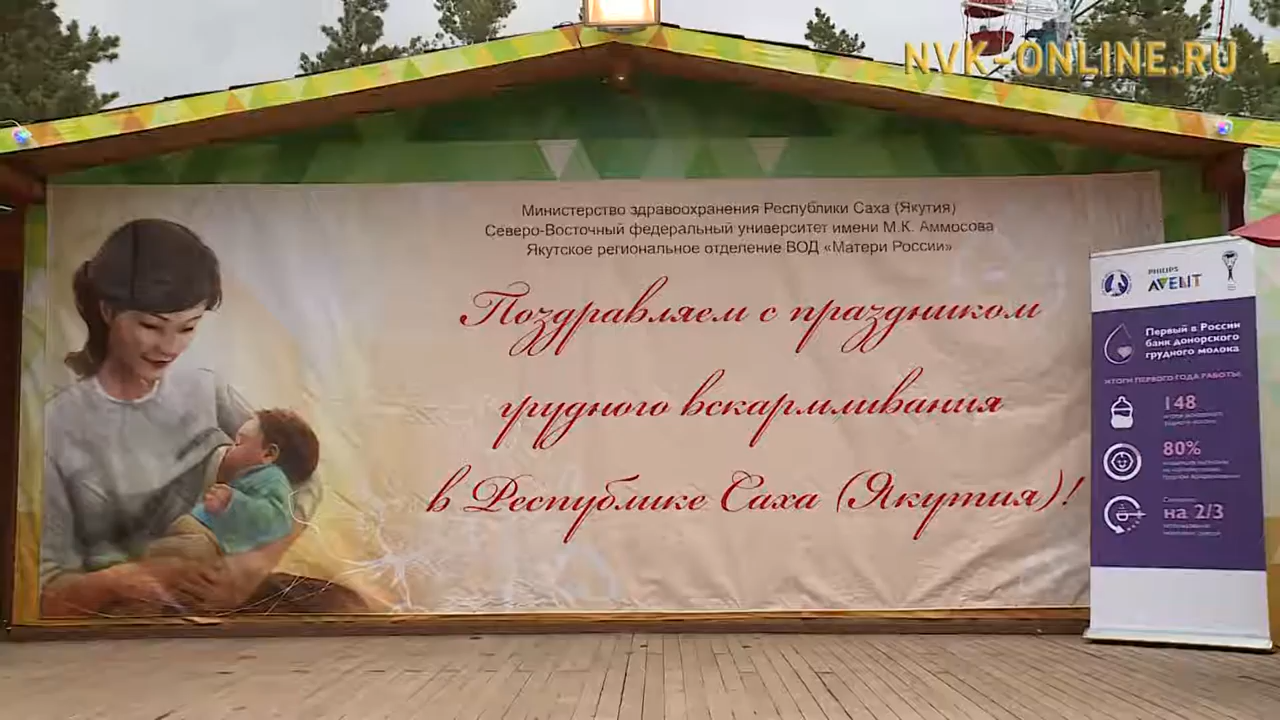 NVK-ONLINE.RU
Министерство здравоохранения Республики Саха (Якутия)
Северо-Восточный федеральный университет имени М.К. Аммосова
Якутское региональное отделение ВОД «Матери России»
Поздравляем с праздником
грудного вскармливания
в Республике Саха (Якутия)!
PHILIPS
AVENT
Первый в России
банк донорского
грудного молока
ИТОГИ ПЕРВОГО ГОДА РАБОТЫ:
148
80%
на 2/3